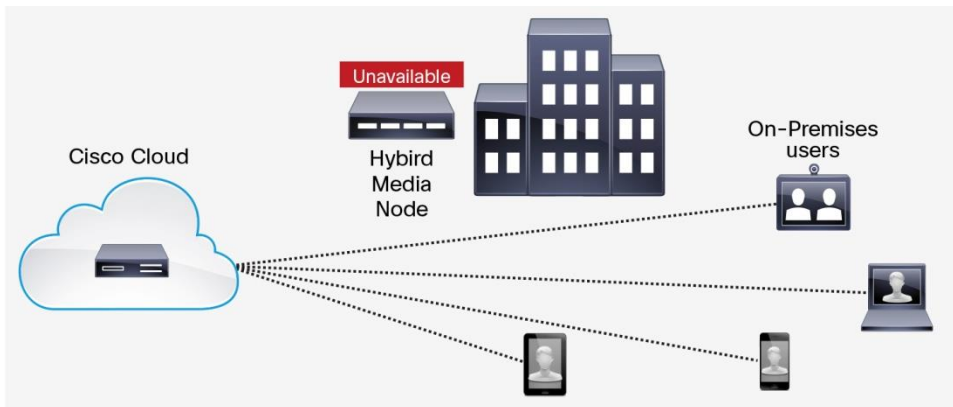 Unavailable
Hybird
Media
Node
Cisco Cloud
On-Premises
users